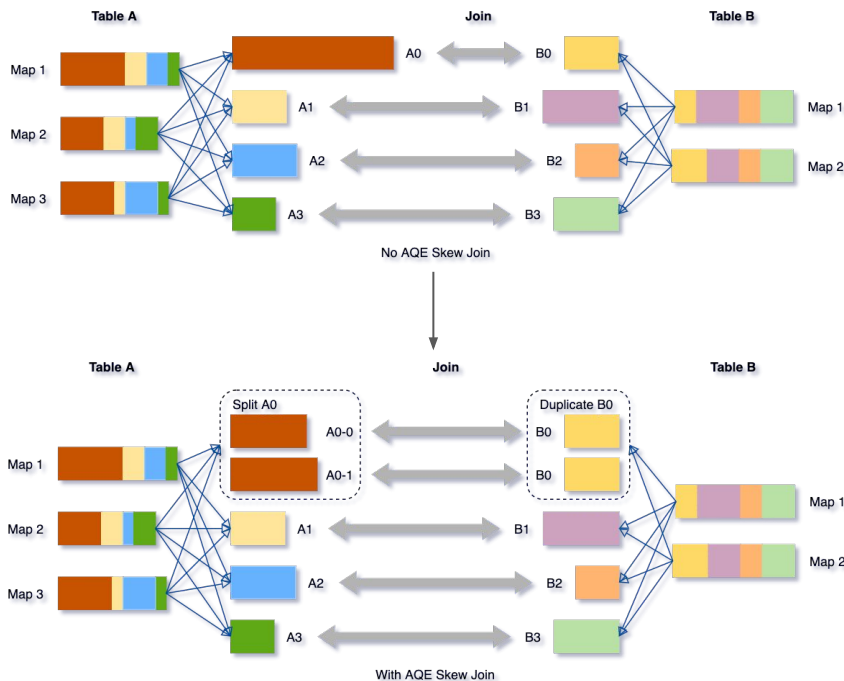 Table A Join Table B
Map 1 A0 B0
A1 B1 Map 1
Map 2
A2 B2 Map 2
Map 3
A3 B3
No AQE Skew Join
Table A Join Table B
Split A0 Duplicate B0
A0-0 B0
Map 1 A0-1 B0
Map 1
Map 2 A1 B1
Map 2
Map 3 A2 B2
A3 B3
With AQE Skew Join